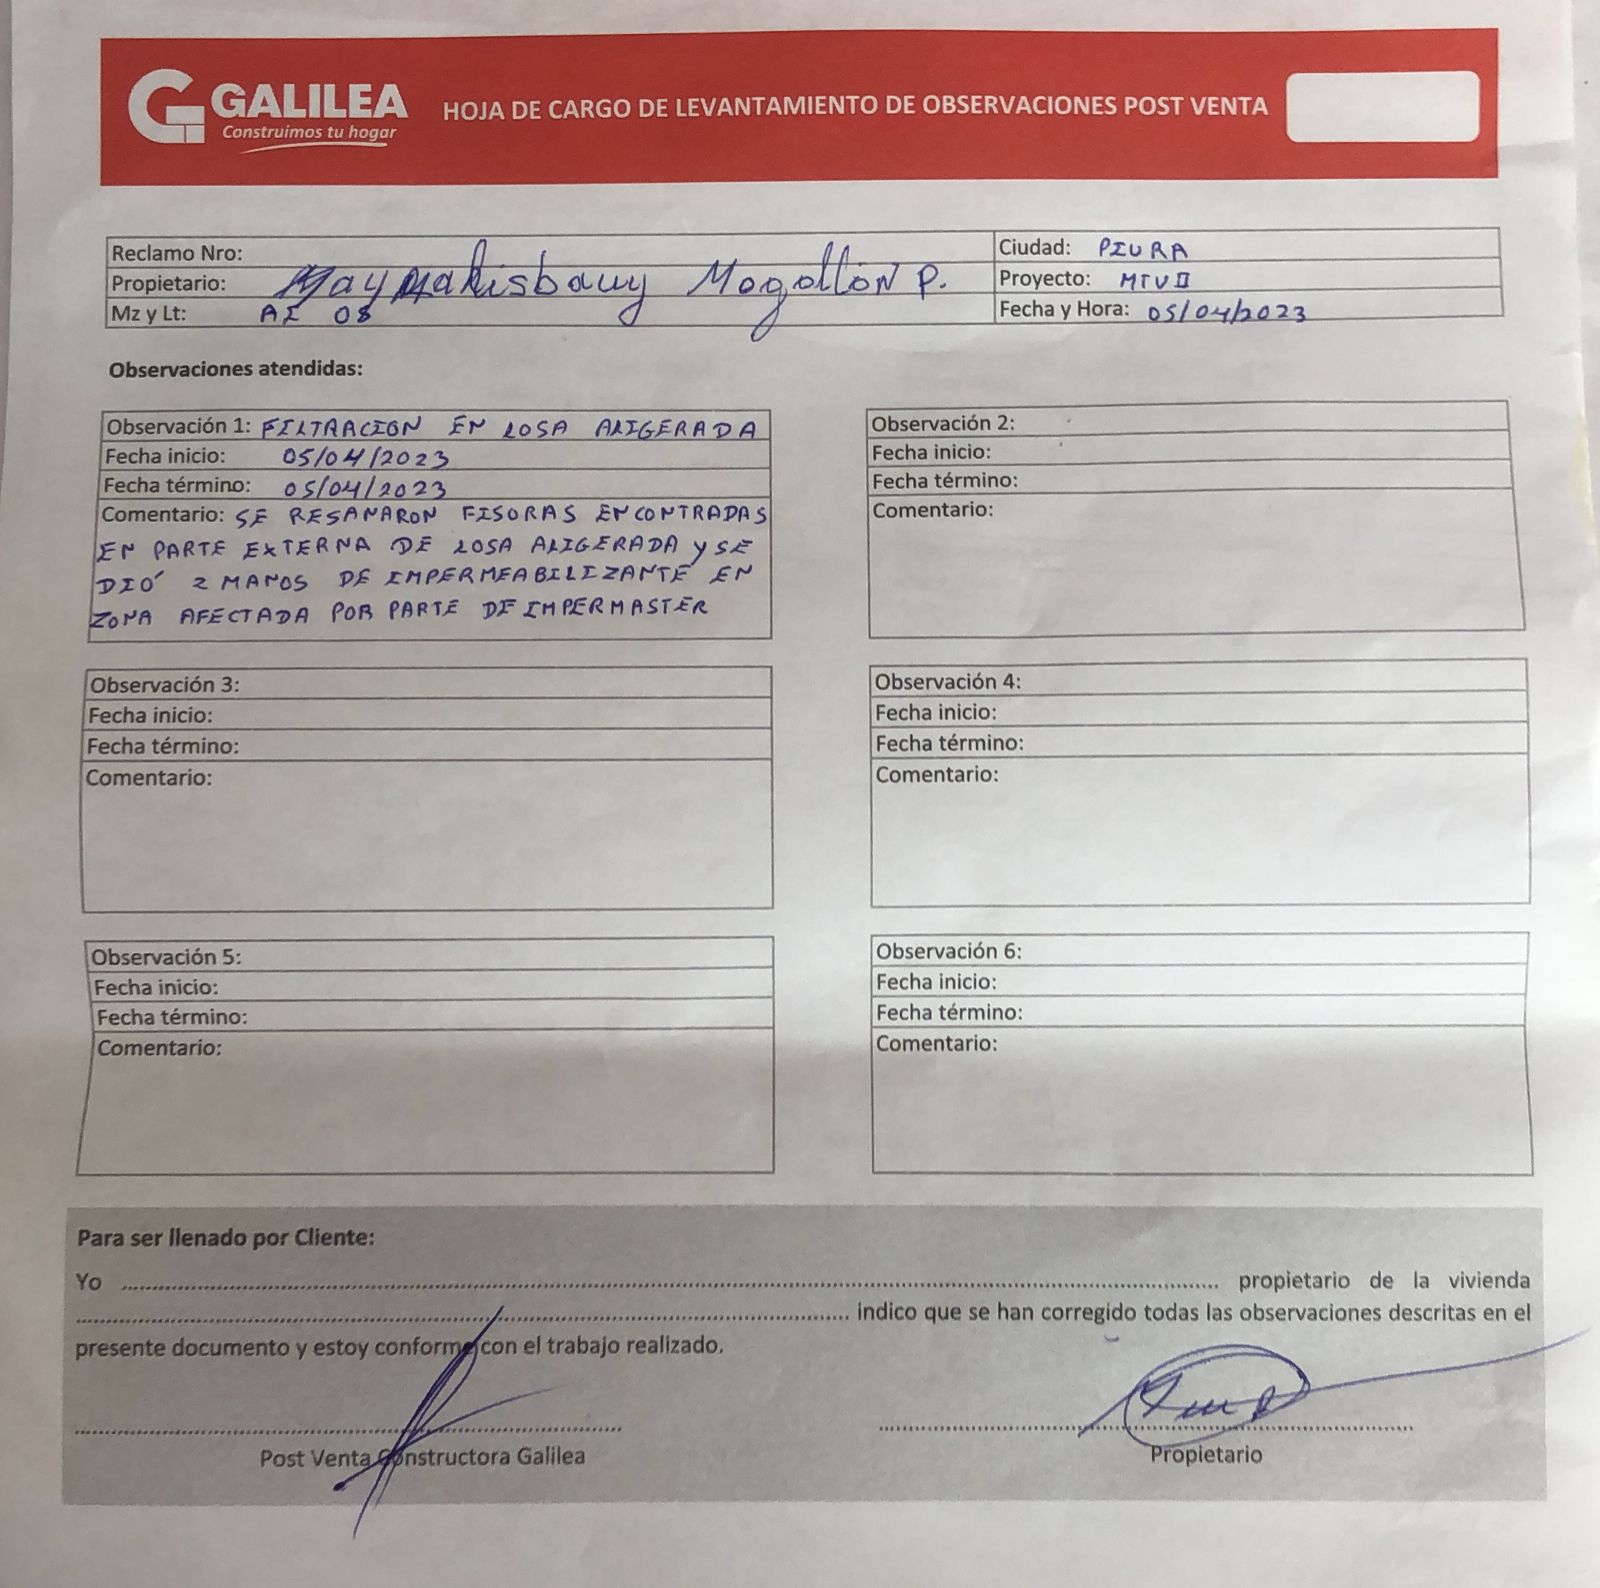 GALILEA
Construimos tu hogar
HOJA DE CARGO DE LEVANTAMIENTO DE OBSERVACIONES POST VENTA
Reclamo Nro:
Ciudad: PIURA
Propietario: Mogollón P.
Proyecto: MTV II
Mz y Lt: AI 08
Fecha y Hora: 05/04/2023
Observaciones atendidas:
Observación 1: FILTRACION EN LOSA ALIGERADA
Fecha inicio: 05/04/2023
Fecha término: 05/04/2023
Comentario: SE RESANARON FISORAS ENCONTRADAS
EN PARTE EXTERNA DE LOSA ALIGERADA y SE
DIÓ 2 MANOS DE IMPERMEABILIZANTE EN
ZONA AFECTADA POR PARTE DE IMPERMASTER
Observación 2:
Fecha inicio:
Fecha término:
Comentario:
Observación 3:
Fecha inicio:
Fecha término:
Comentario:
Observación 4:
Fecha inicio:
Fecha término:
Comentario:
Observación 5:
Fecha inicio:
Fecha término:
Comentario:
Observación 6:
Fecha inicio:
Fecha término:
Comentario:
Para ser llenado por Cliente:
Yo ........ propietario de la vivienda
........ indico que se han corregido todas las observaciones descritas en el
presente documento y estoy conforme con el trabajo realizado.
Post Venta Constructora Galilea
Propietario